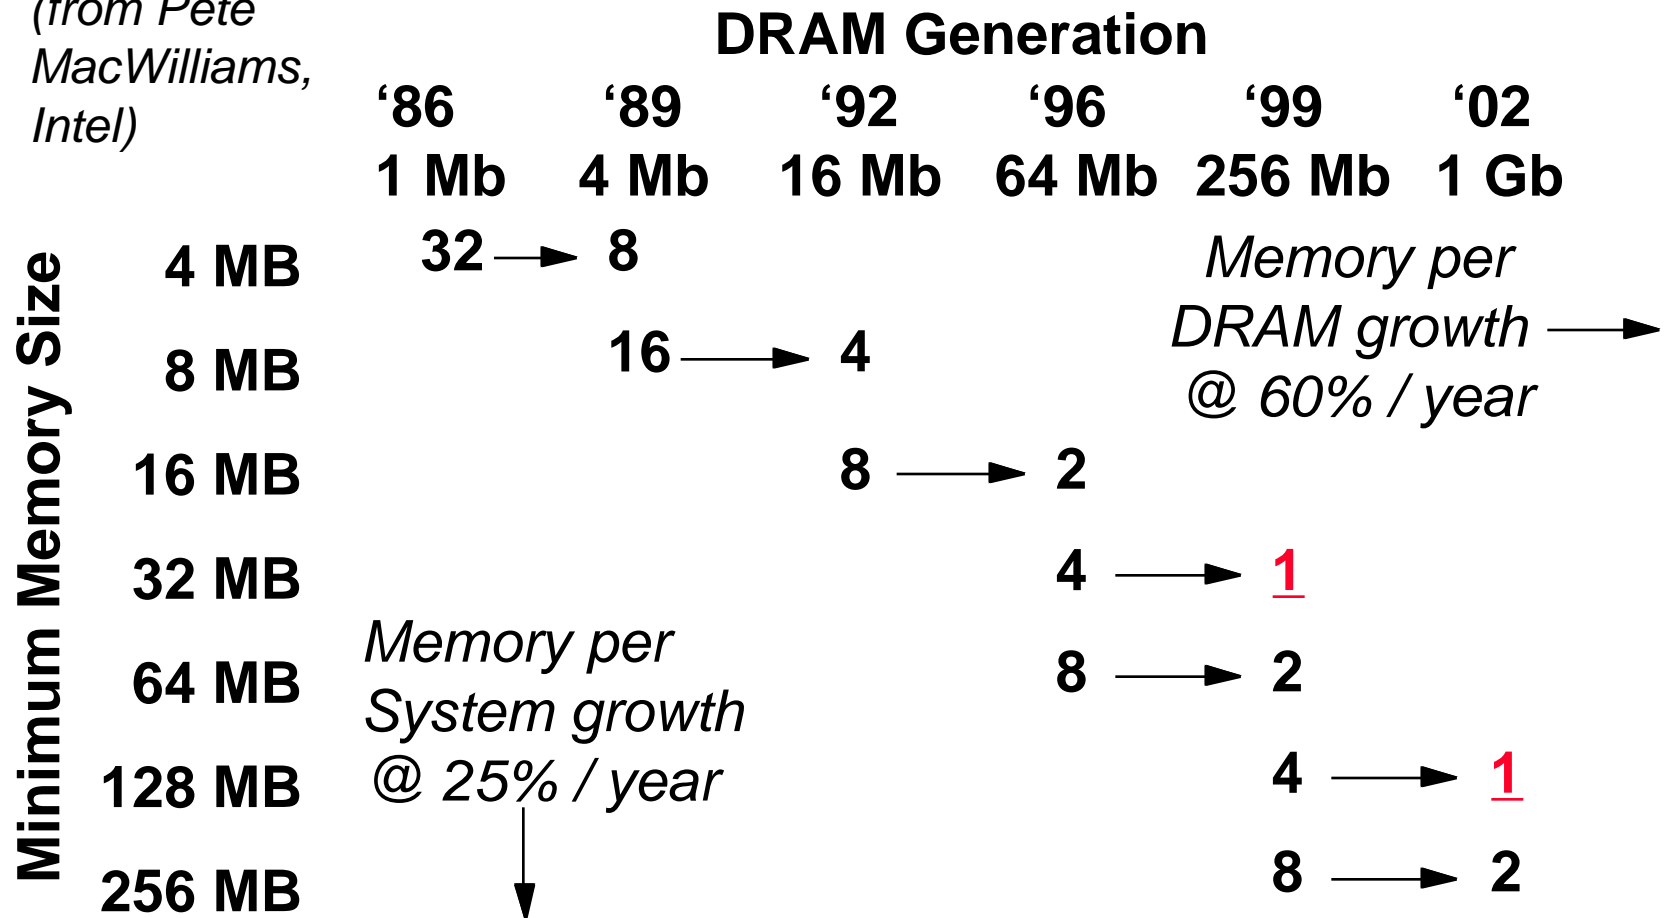 (from Pete
MacWilliams,
Intel)
DRAM Generation
‘86 ‘89 ‘92 ‘96 ‘99 ‘02
1 Mb 4 Mb 16 Mb 64 Mb 256 Mb 1 Gb
Minimum Memory Size
4 MB 32 8
8 MB 16 4
16 MB 8 2
32 MB 4 1
64 MB 8 2
128 MB 4 1
256 MB 8 2
Memory per
DRAM growth
@ 60% / year
Memory per
System growth
@ 25% / year